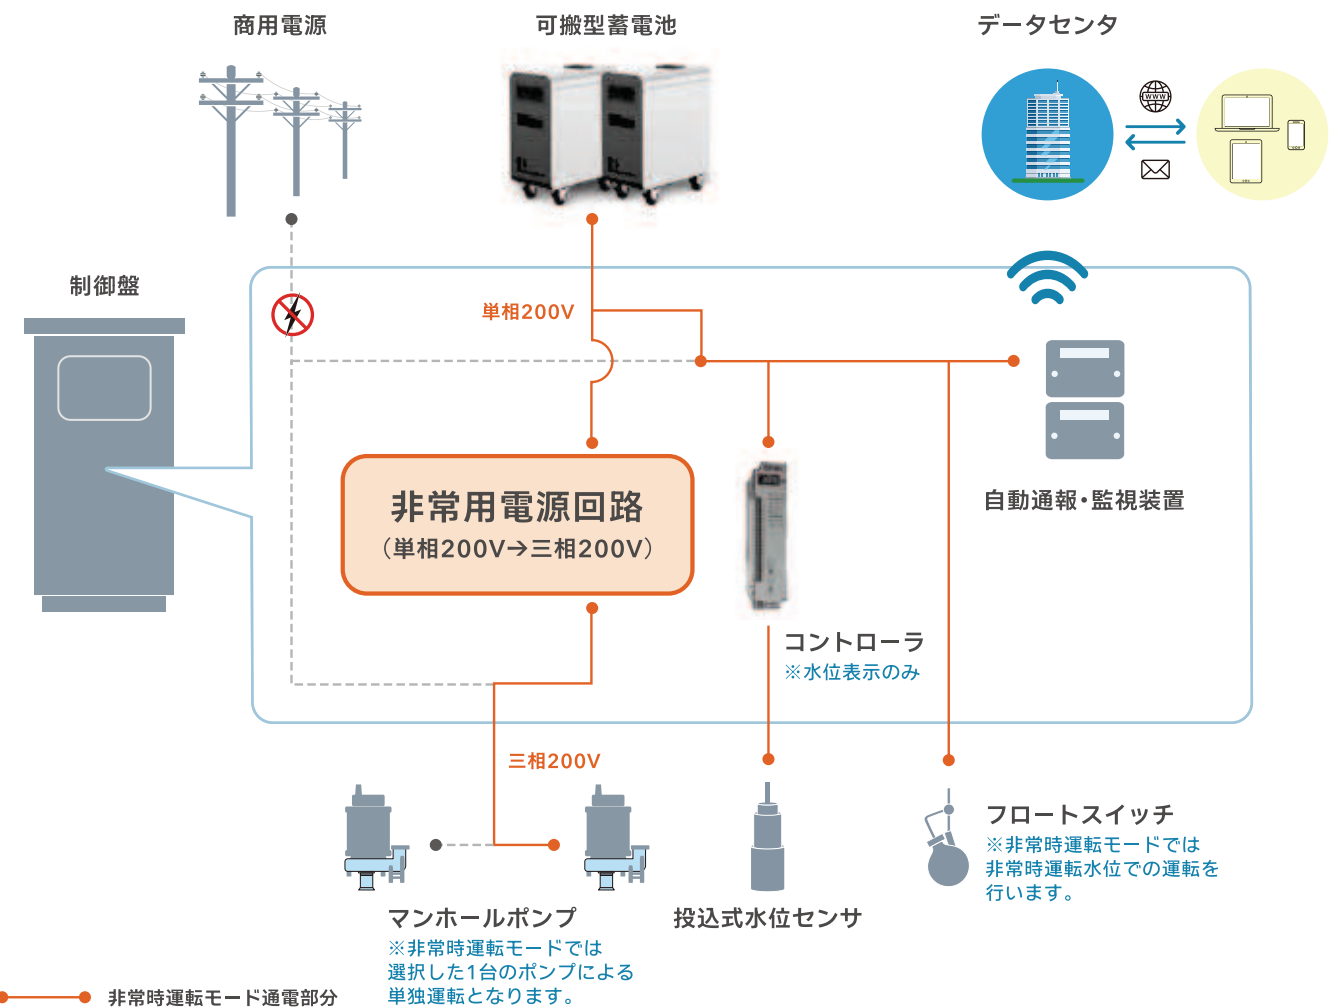 商用電源
可搬型蓄電池
データセンタ
WWW
制御盤
単相200V
非常用電源回路
（単相200V→三相200V）
自動通報・監視装置
コントローラ
※水位表示のみ
三相200V
フロートスイッチ
※非常時運転モードでは
非常時運転水位での運転を
行います。
マンホールポンプ
※非常時運転モードでは
選択した1台のポンプによる
単独運転となります。
投込式水位センサ
非常時運転モード通電部分